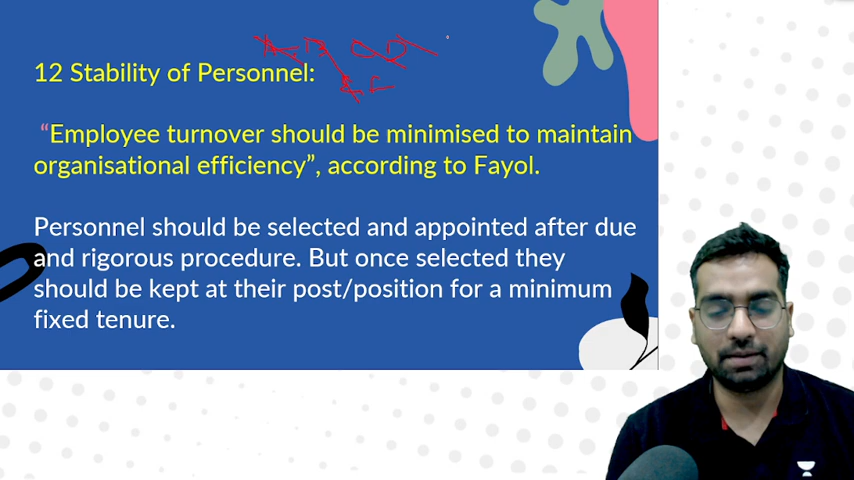 12 Stability of Personnel:
“Employee turnover should be minimised to maintain
organisational efficiency”, according to Fayol.
Personnel should be selected and appointed after due
and rigorous procedure. But once selected they
should be kept at their post/position for a minimum
fixed tenure.